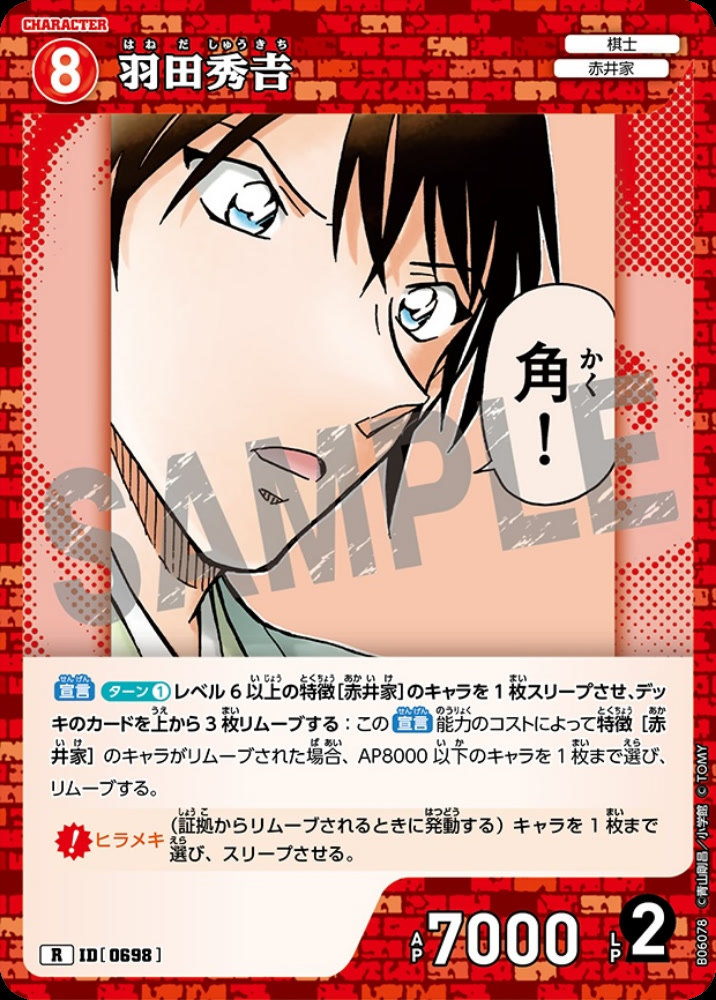 CHARACTER
8
はねだしゅうきち
羽田秀𠮷
棋士
赤井家
角！
かく
SAMPLE
宣言 ターン1 レベル6以上の特徴［赤井家］のキャラを1枚スリープさせ、デッ
キのカードを上から3枚リムーブする：この 宣言 能力のコストによって特徴［赤
井家］のキャラがリムーブされた場合、AP8000以下のキャラを1枚まで選び、
リムーブする。
ヒラメキ（証拠からリムーブされるときに発動する）キャラを1枚まで
選び、スリープさせる。
R ID［0698］
AP 7000 LP 2
B06078 ©青山剛昌／小学館 ©TOMY